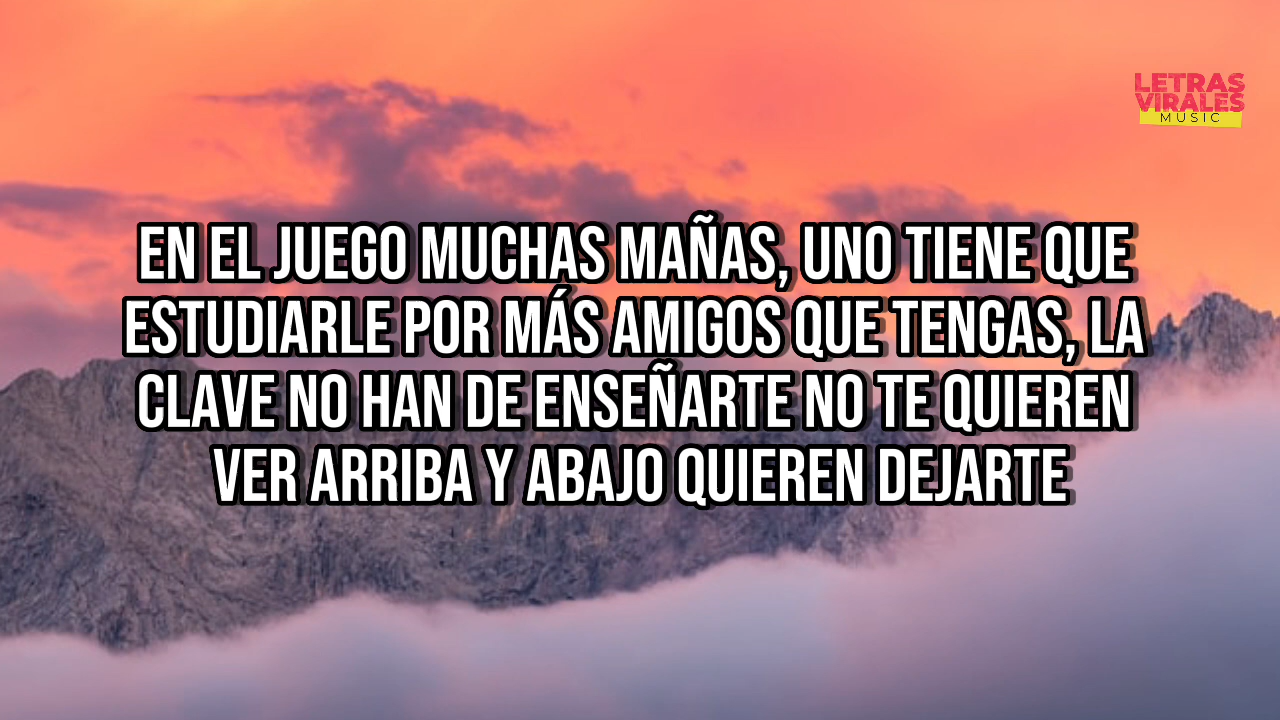 LETRAS
VIRALES
MUSIC
EN EL JUEGO MUCHAS MAÑAS, UNO TIENE QUE
ESTUDIARLE POR MÁS AMIGOS QUE TENGAS, LA
CLAVE NO HAN DE ENSEÑARTE NO TE QUIEREN
VER ARRIBA Y ABAJO QUIEREN DEJARTE